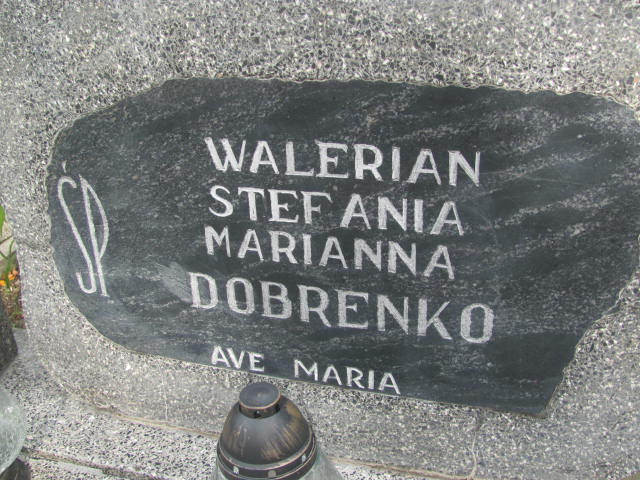 ŚP
WALERIAN
STEFANIA
MARIANNA
DOBRENKO
AVE MARIA